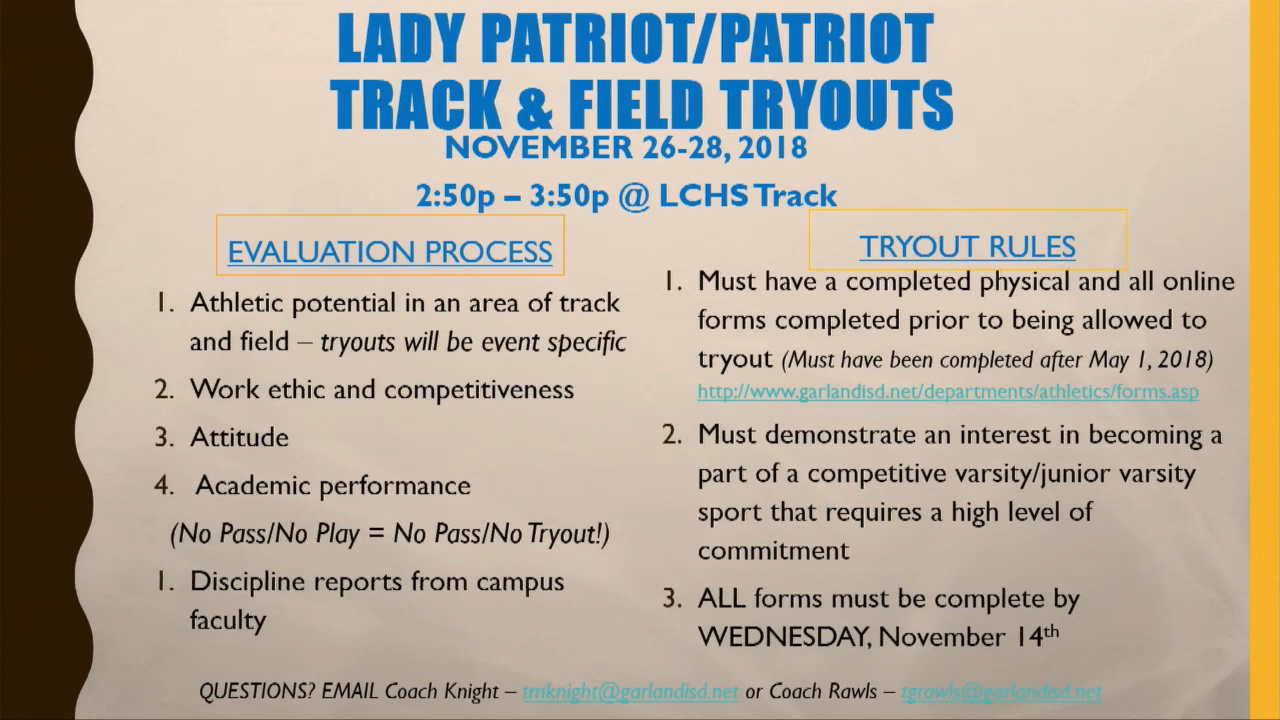 LADY PATRIOT/PATRIOT
TRACK & FIELD TRYOUTS
NOVEMBER 26-28, 2018
2:50p – 3:50p @ LCHS Track
EVALUATION PROCESS
1. Athletic potential in an area of track
and field – tryouts will be event specific
2. Work ethic and competitiveness
3. Attitude
4. Academic performance
(No Pass/No Play = No Pass/No Tryout!)
1. Discipline reports from campus
faculty
TRYOUT RULES
1. Must have a completed physical and all online
forms completed prior to being allowed to
tryout (Must have been completed after May 1, 2018)
http://www.garlandisd.net/departments/athletics/forms.asp
2. Must demonstrate an interest in becoming a
part of a competitive varsity/junior varsity
sport that requires a high level of
commitment
3. ALL forms must be complete by
WEDNESDAY, November 14th
QUESTIONS? EMAIL Coach Knight – tmknight@garlandisd.net or Coach Rawls – tgrawls@garlandisd.net